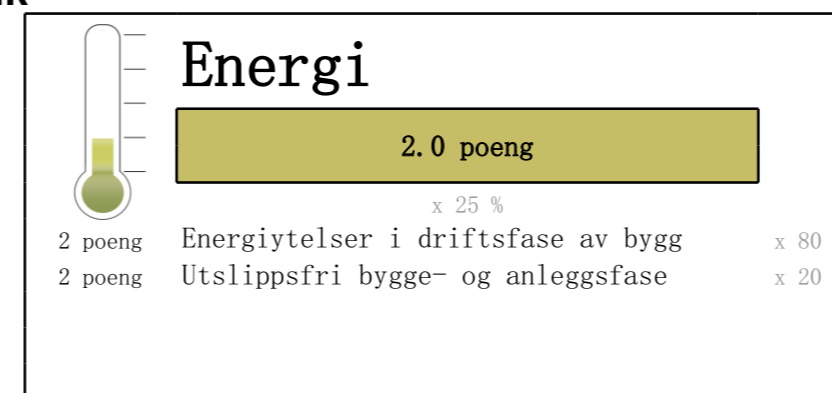 Energi
2.0 poeng
x 25 %
2 poeng Energiytelser i driftsfase av bygg x 80
2 poeng Utslippsfri bygge- og anleggsfase x 20